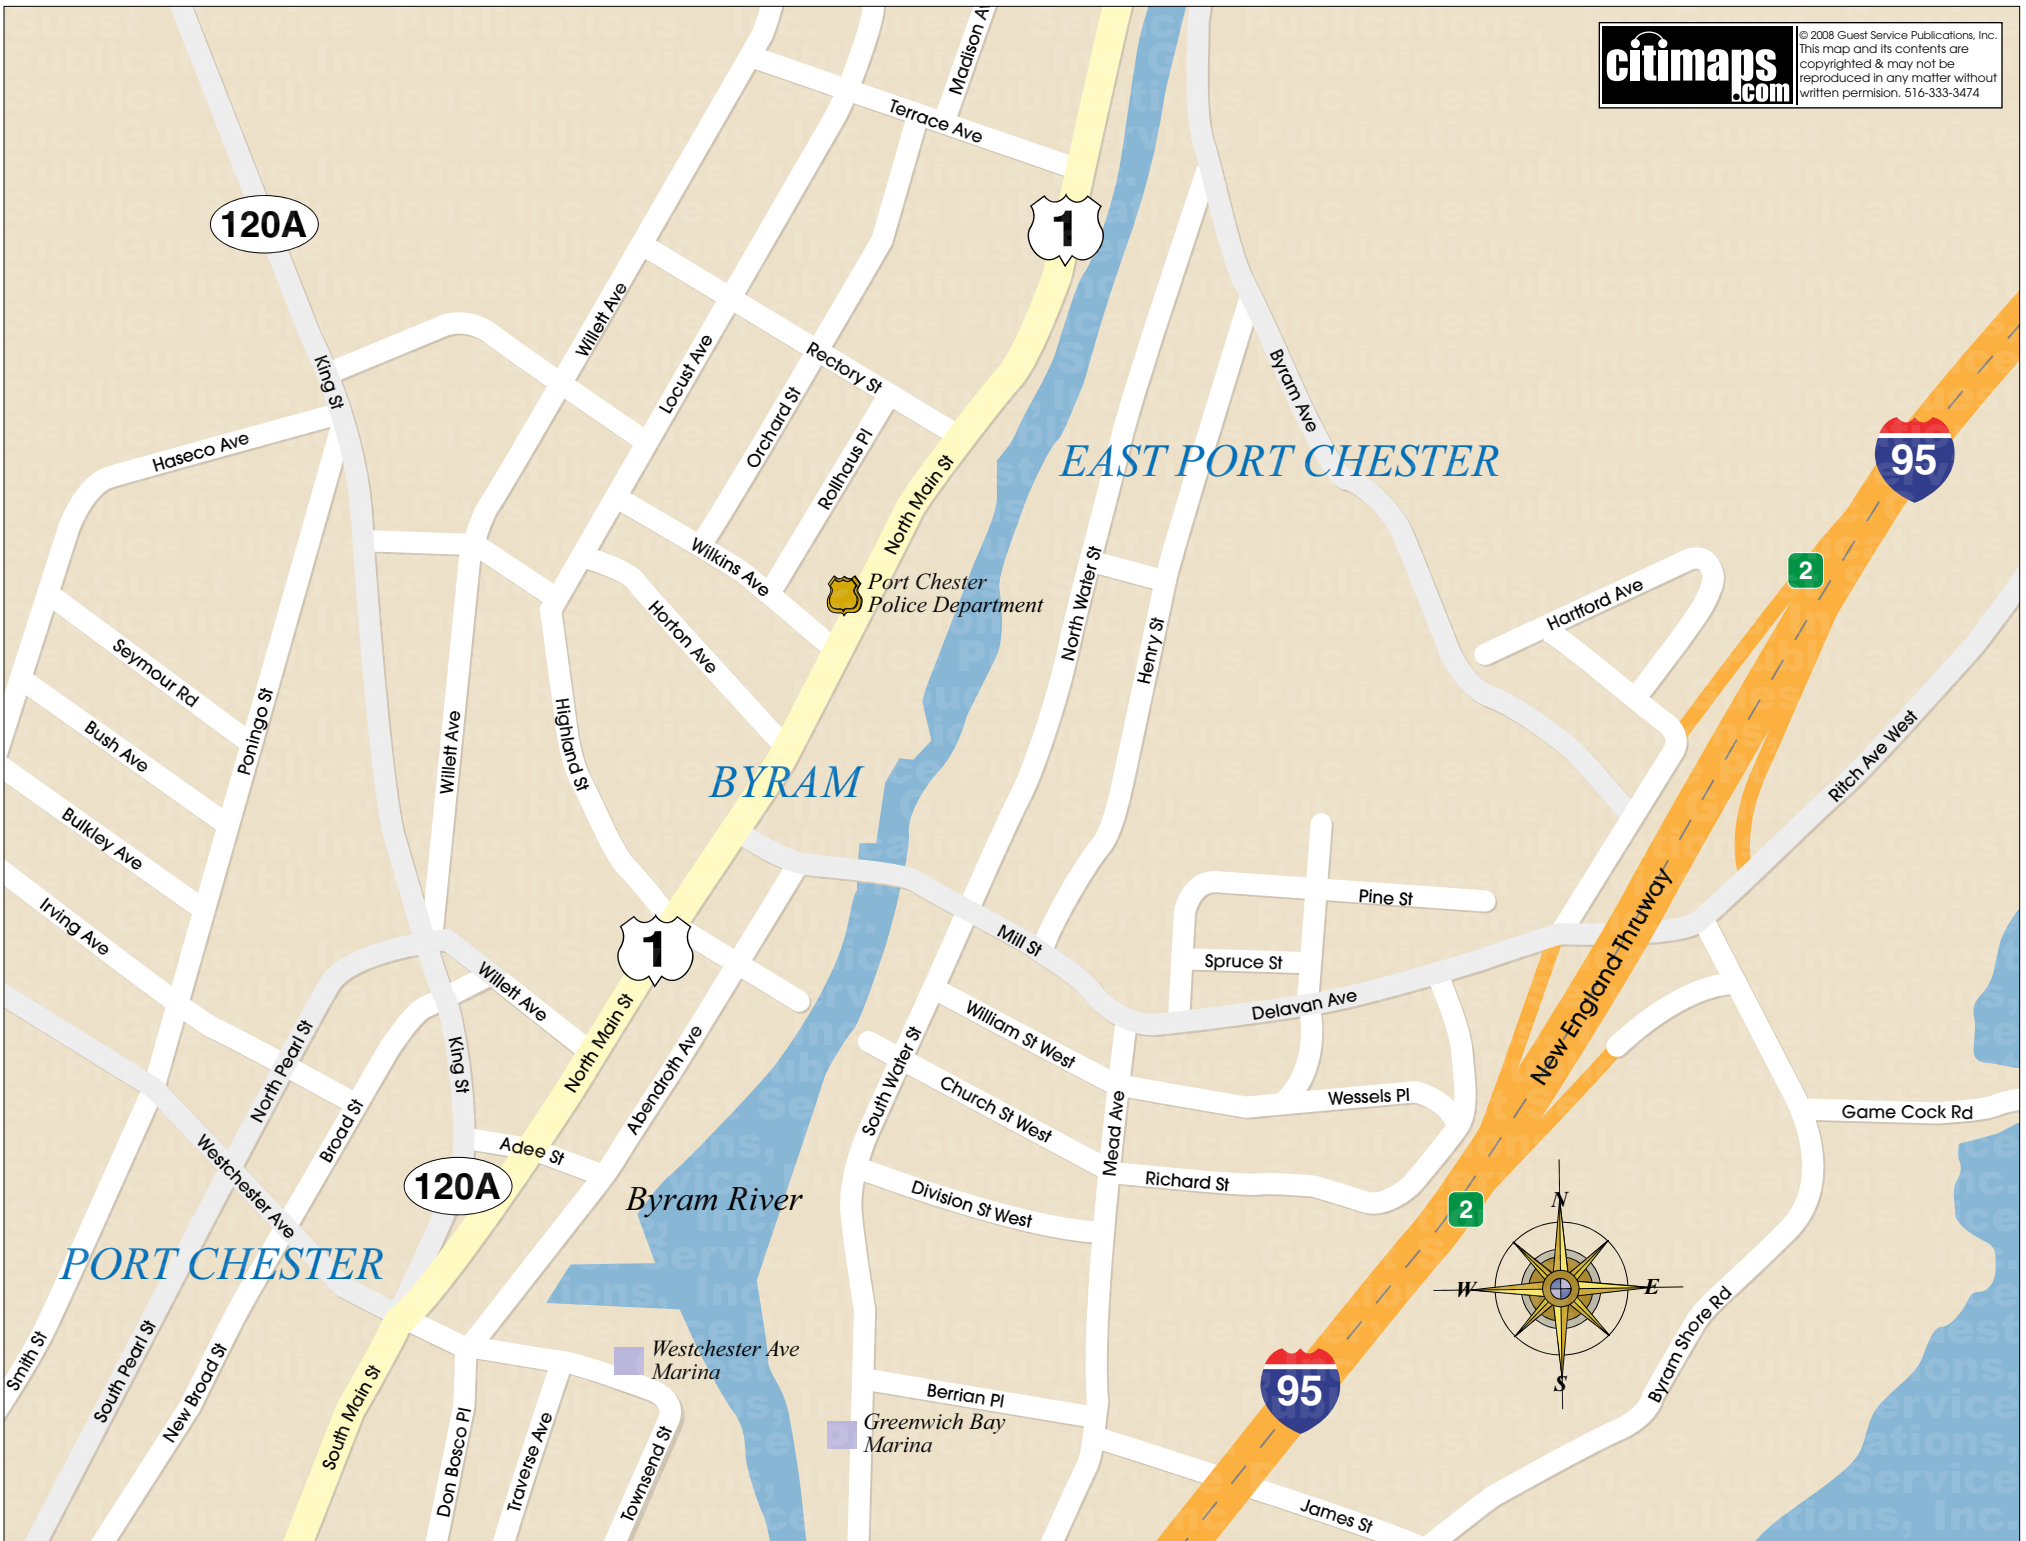 citimaps
.com
© 2008 Guest Service Publications, Inc.
This map and its contents are
copyrighted & may not be
reproduced in any matter without
written permision. 516-333-3474
Madison Av
Terrace Ave
120A
1
Willett Ave
King St
Locust Ave
Rectory St
Byram Ave
Orchard St
Haseco Ave
Rollhaus Pl
North Main St
EAST PORT CHESTER
95
Wilkins Ave
Port Chester
Police Department
2
Hartford Ave
North Water St
Horton Ave
Henry St
Seymour Rd
Poningo St
Bush Ave
Willett Ave
Highland St
BYRAM
Ritch Ave West
Bulkley Ave
Irving Ave
1
Mill St
Pine St
Spruce St
New England Thruway
Willett Ave
Delavan Ave
North Pearl St
King St
North Main St
Abendroth Ave
South Water St
William St West
Church St West
Wessels Pl
Mead Ave
Game Cock Rd
Broad St
Westchester Ave
Adee St
120A
Byram River
Division St West
Richard St
2
N
W
E
S
PORT CHESTER
Smith St
South Pearl St
New Broad St
South Main St
Westchester Ave
Marina
Byram Shore Rd
95
Berrian Pl
Greenwich Bay
Marina
Don Bosco Pl
Traverse Ave
Townsend St
James St